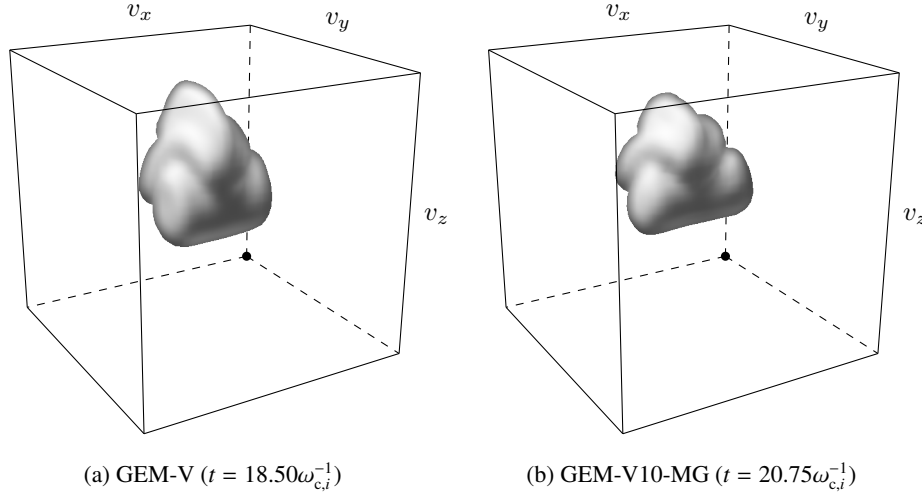 v_x v_y v_x v_y
v_z v_z
(a) GEM-V (t = 18.50ω_{c,i}^{-1}) (b) GEM-V10-MG (t = 20.75ω_{c,i}^{-1})